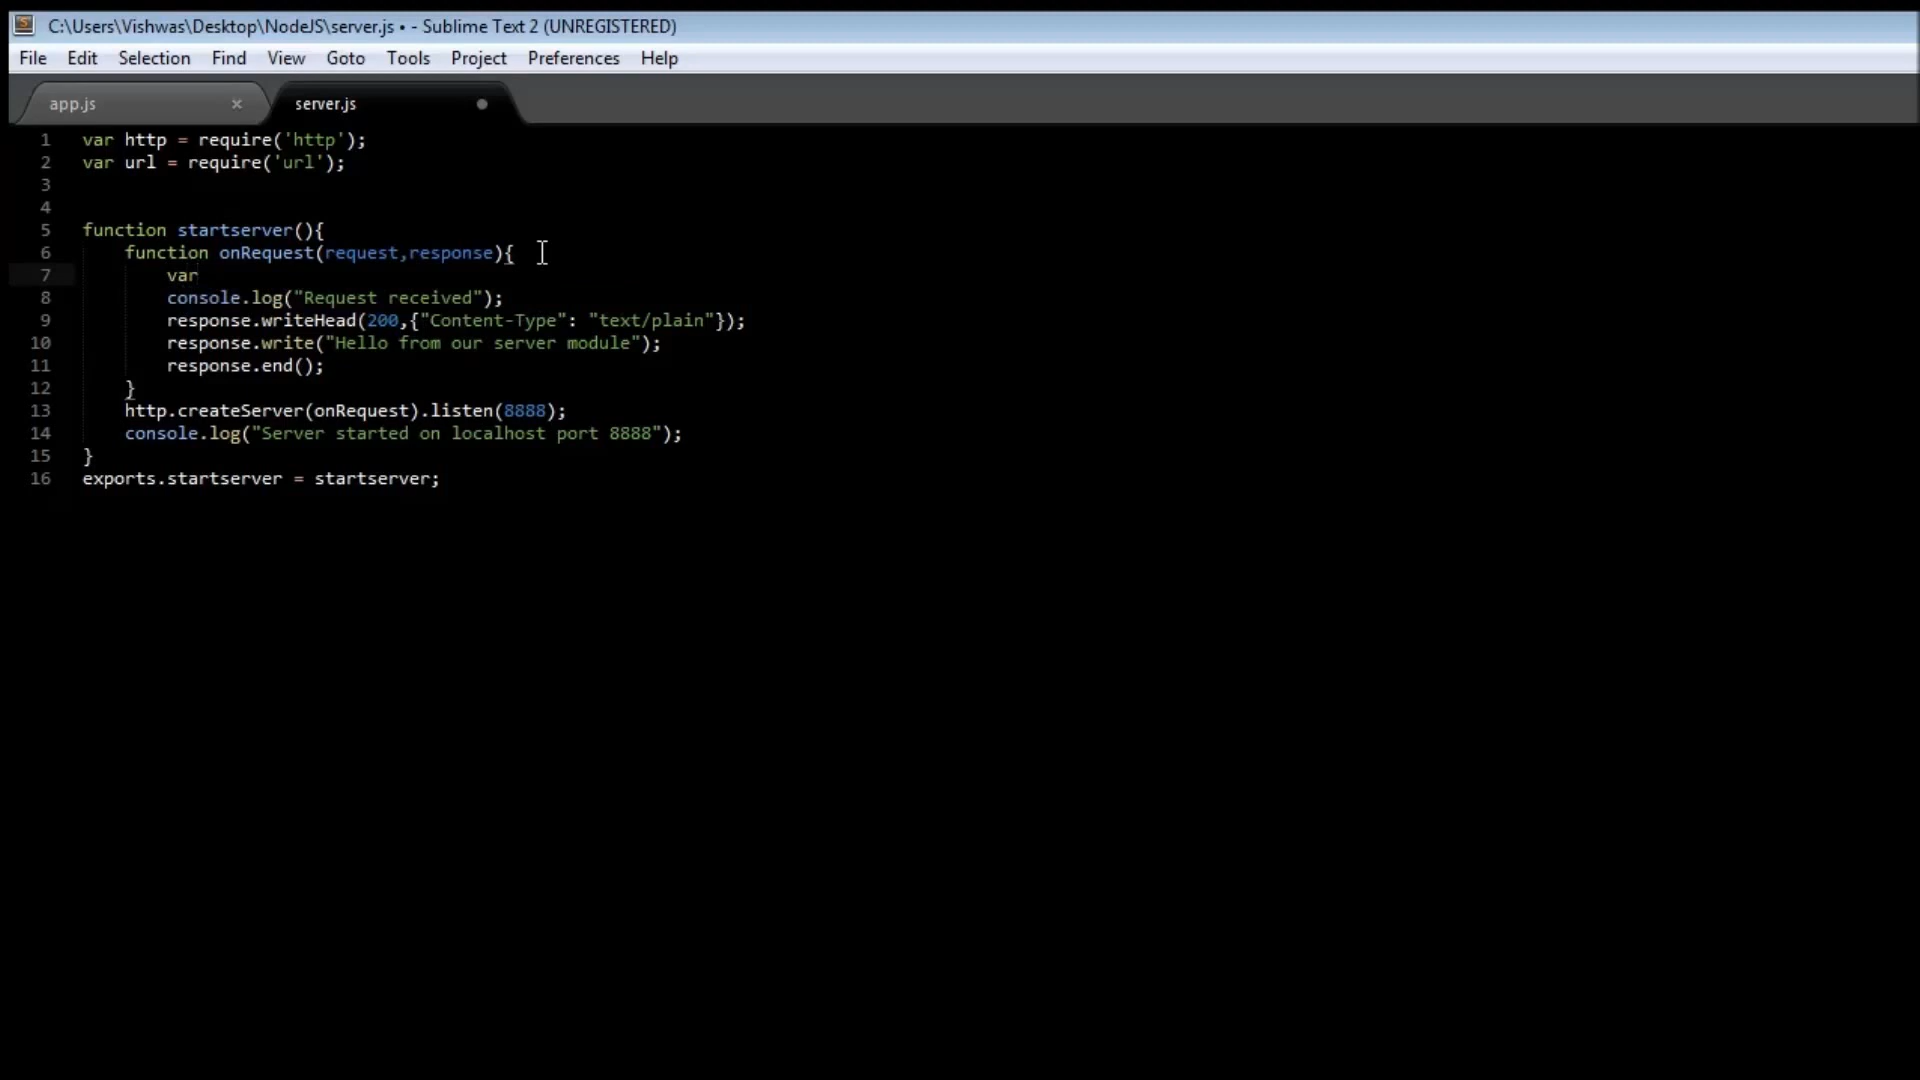 C:\Users\Vishwas\Desktop\NodeJS\server.js • - Sublime Text 2 (UNREGISTERED)
File Edit Selection Find View Goto Tools Project Preferences Help
app.js × server.js
1 var http = require('http');
2 var url = require('url');
3
4
5 function startserver(){
6 function onRequest(request,response){
7 var
8 console.log("Request received");
9 response.writeHead(200,{"Content-Type": "text/plain"});
10 response.write("Hello from our server module");
11 response.end();
12 }
13 http.createServer(onRequest).listen(8888);
14 console.log("Server started on localhost port 8888");
15 }
16 exports.startserver = startserver;